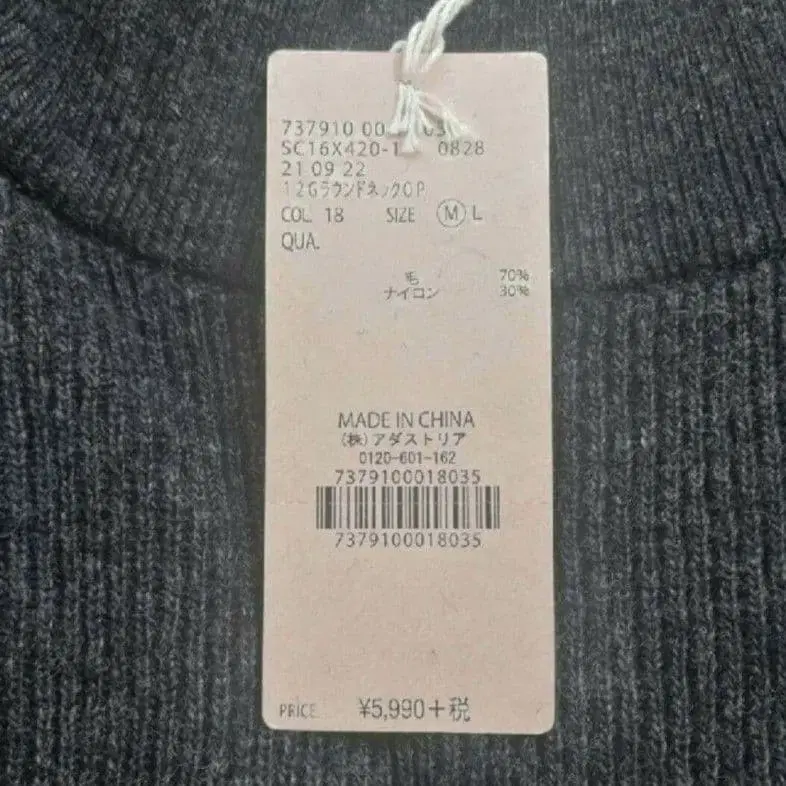 737910 00 03
SC16X420-1 0828
21 09 22
12GラウンドネックOP
COL. 18 SIZE M L
QUA.
毛 70%
ナイロン 30%
MADE IN CHINA
(株)アダストリア
0120-601-162
7379100018035
7379100018035
PRICE ¥5,990+税